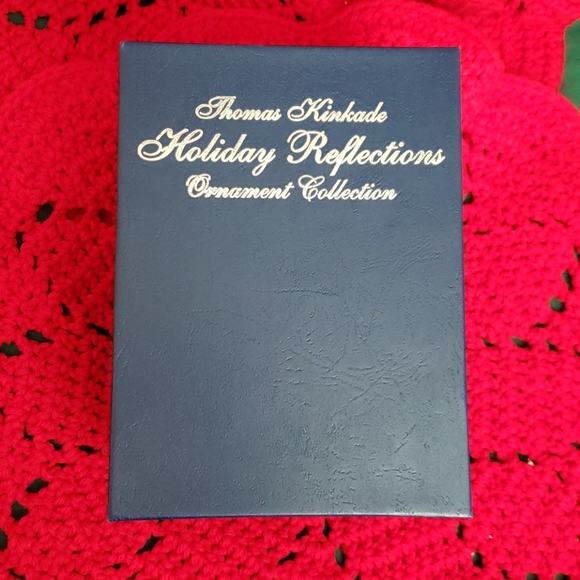 Thomas Kinkade
Holiday Reflections
Ornament Collection